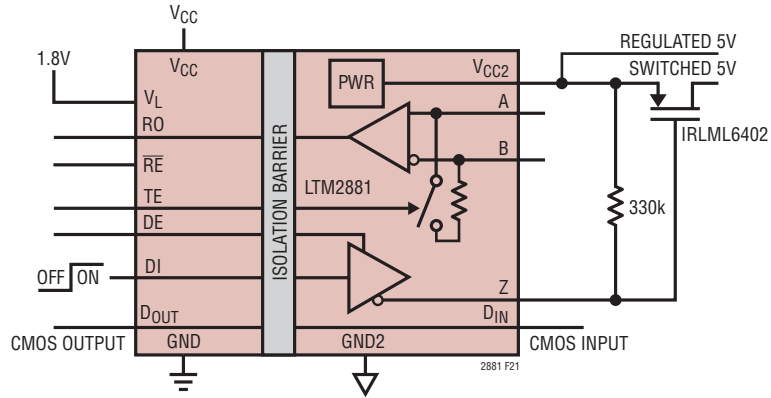 VCC
1.8V
VCC
PWR
VCC2
REGULATED 5V
SWITCHED 5V
VL
A
IRLML6402
RO
B
RE
ISOLATION BARRIER
LTM2881
TE
330k
DE
OFF ON
DI
Z
DOUT
DIN
CMOS OUTPUT
GND
GND2
CMOS INPUT
2881 F21